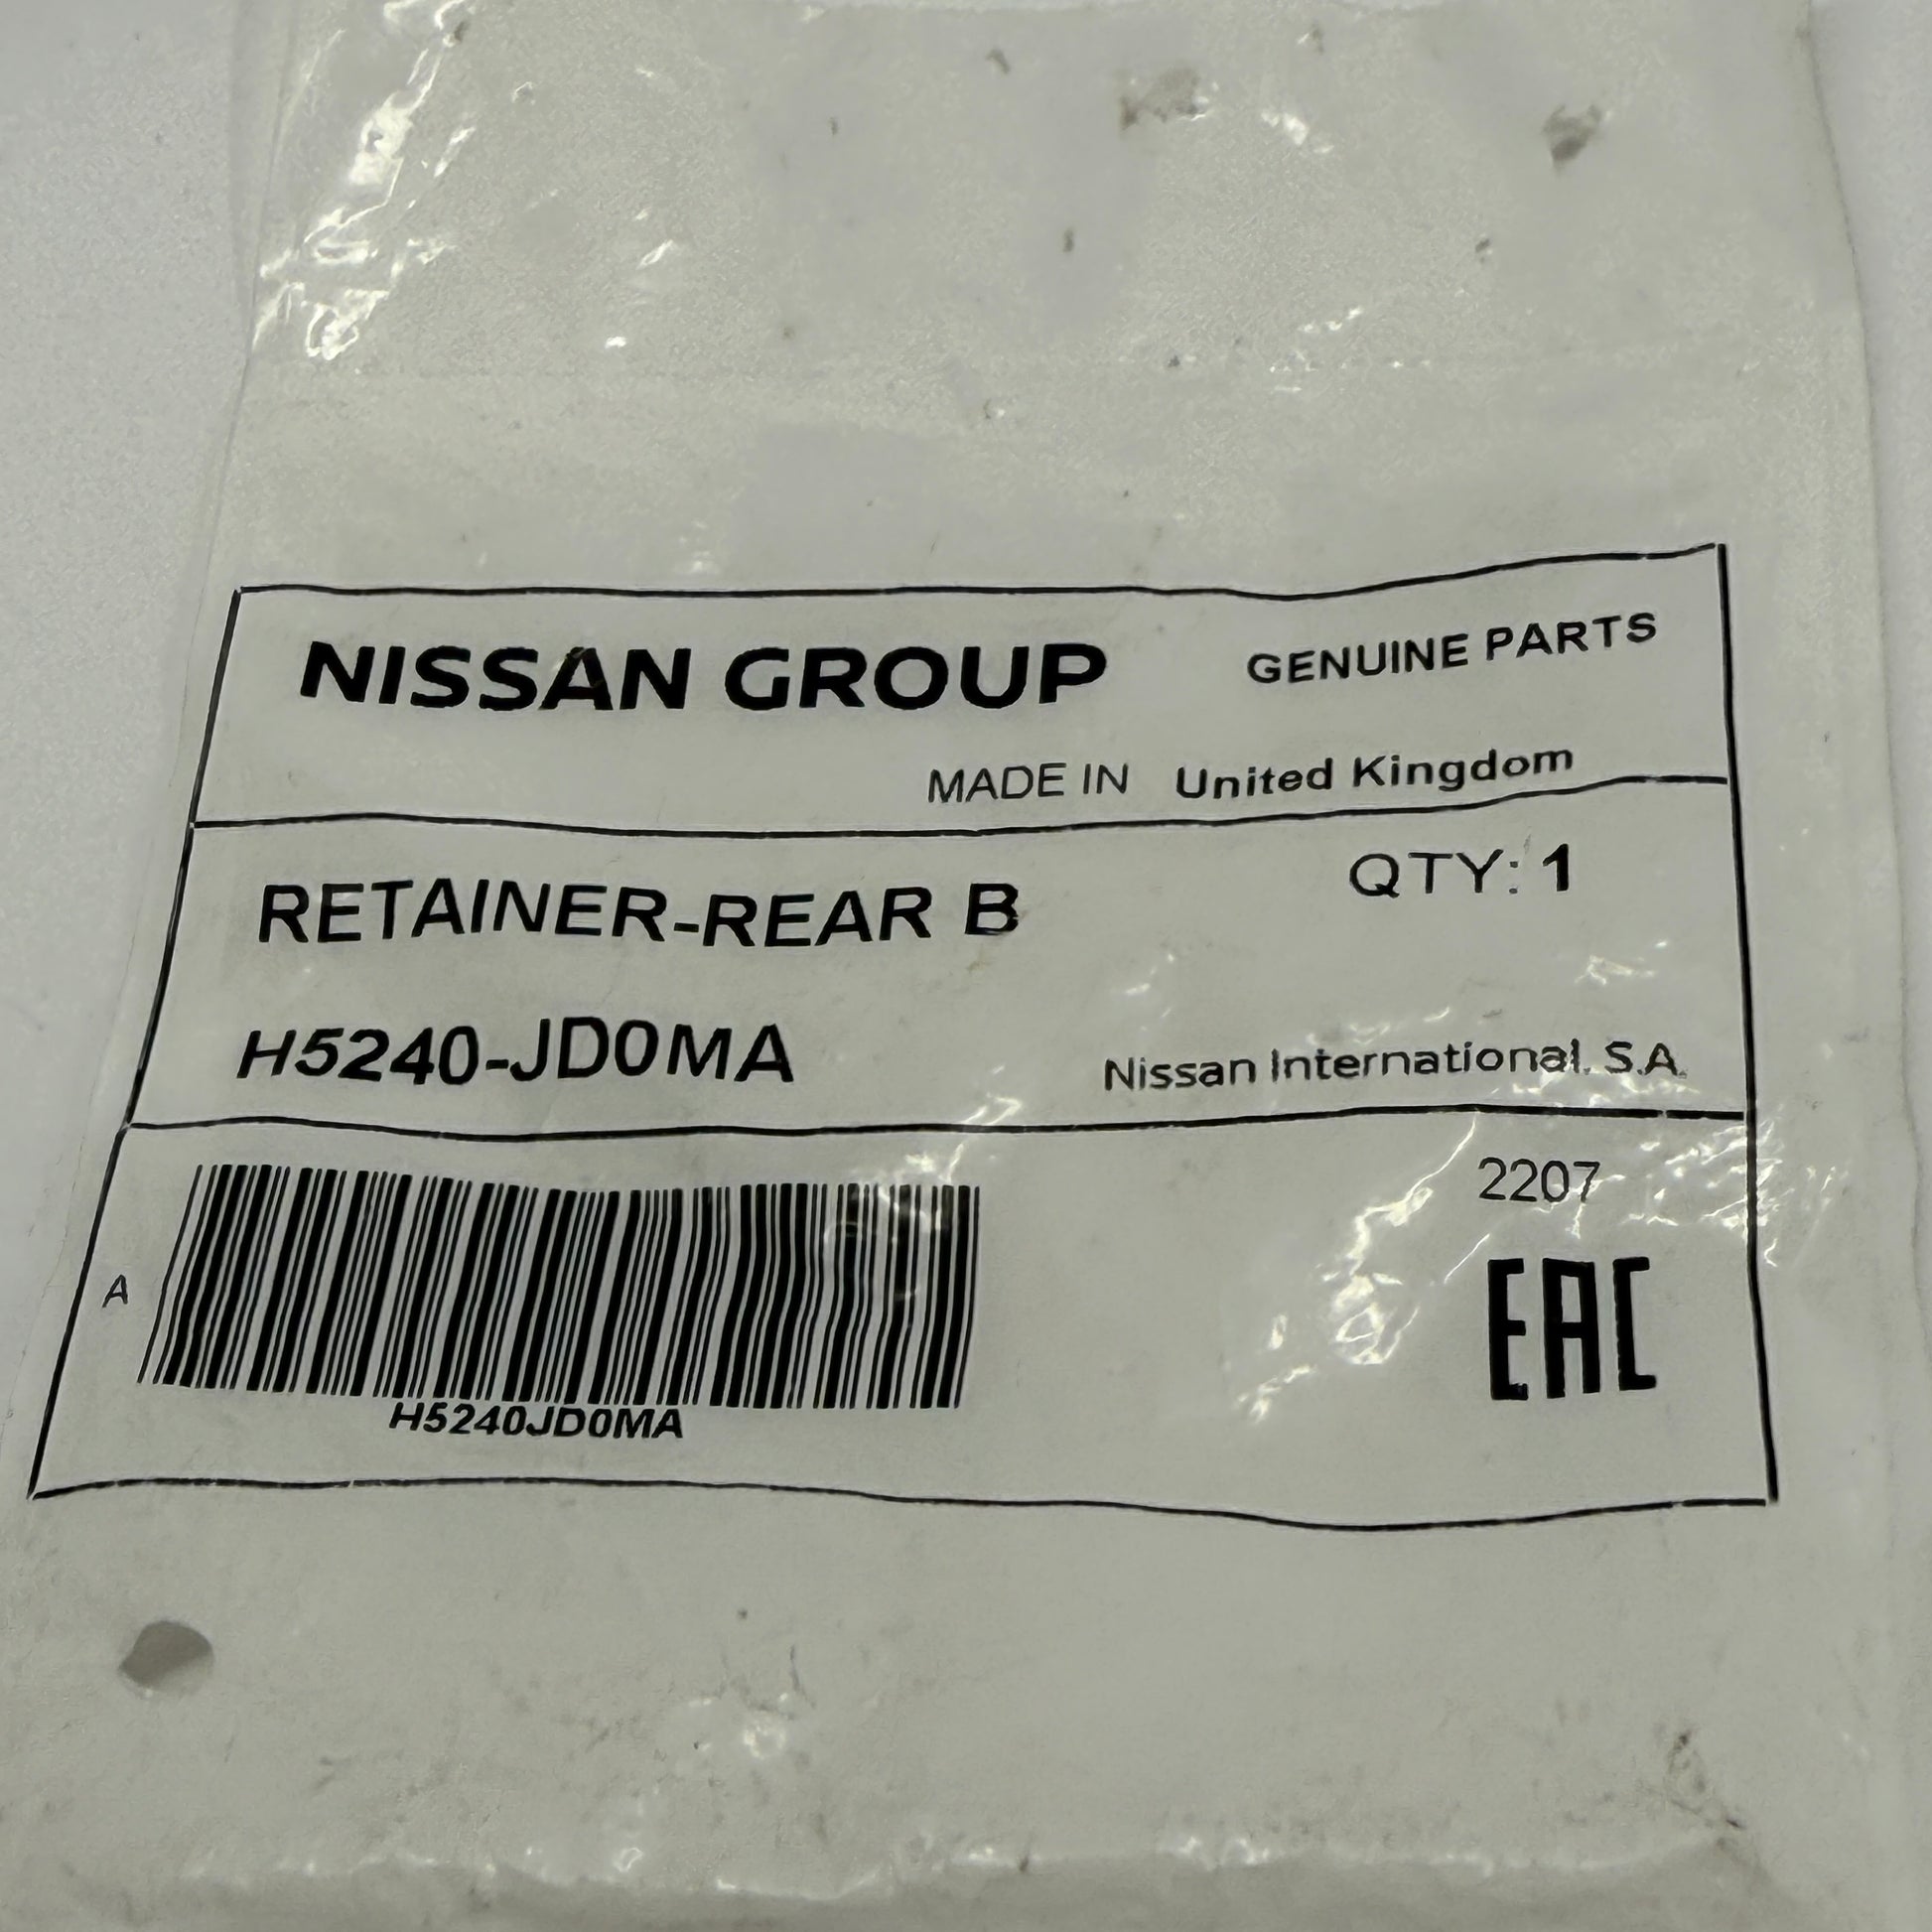 NISSAN GROUP GENUINE PARTS
MADE IN United Kingdom
RETAINER-REAR B QTY: 1
H5240-JD0MA Nissan International. S.A.
2207
A
H5240JD0MA
EAC